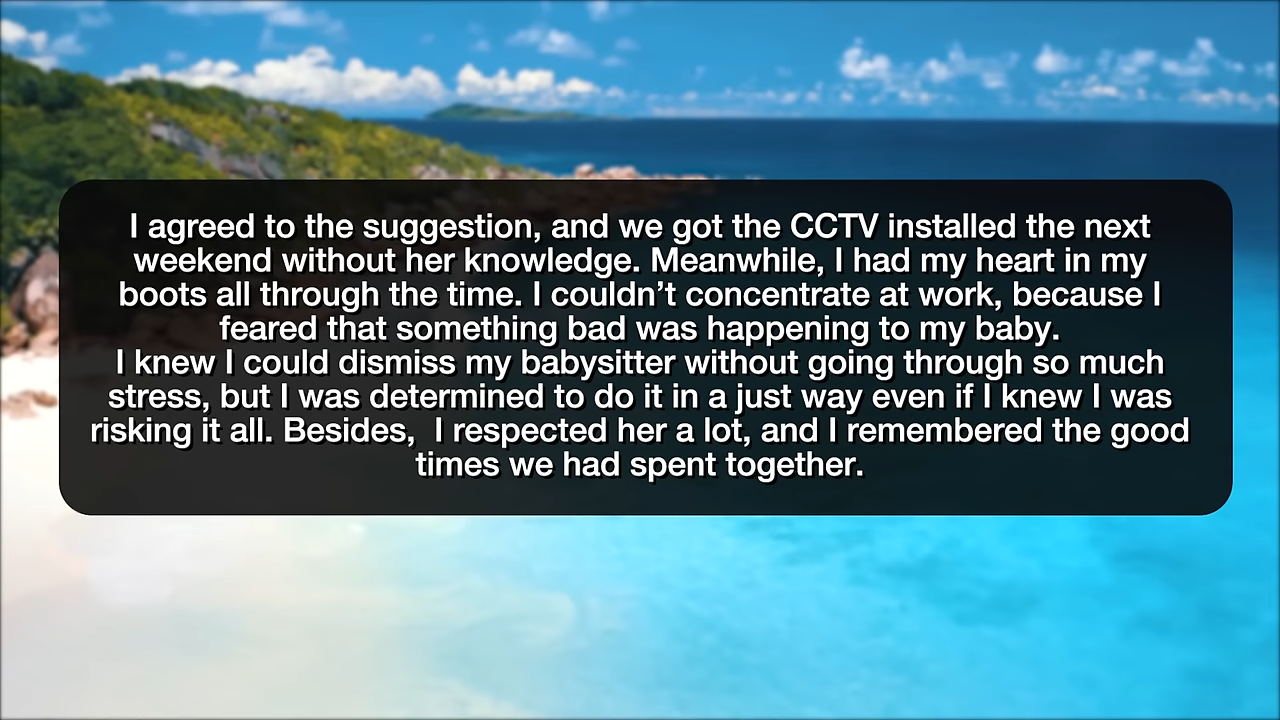 I agreed to the suggestion, and we got the CCTV installed the next
weekend without her knowledge. Meanwhile, I had my heart in my
boots all through the time. I couldn’t concentrate at work, because I
feared that something bad was happening to my baby.
I knew I could dismiss my babysitter without going through so much
stress, but I was determined to do it in a just way even if I knew I was
risking it all. Besides,  I respected her a lot, and I remembered the good
times we had spent together.